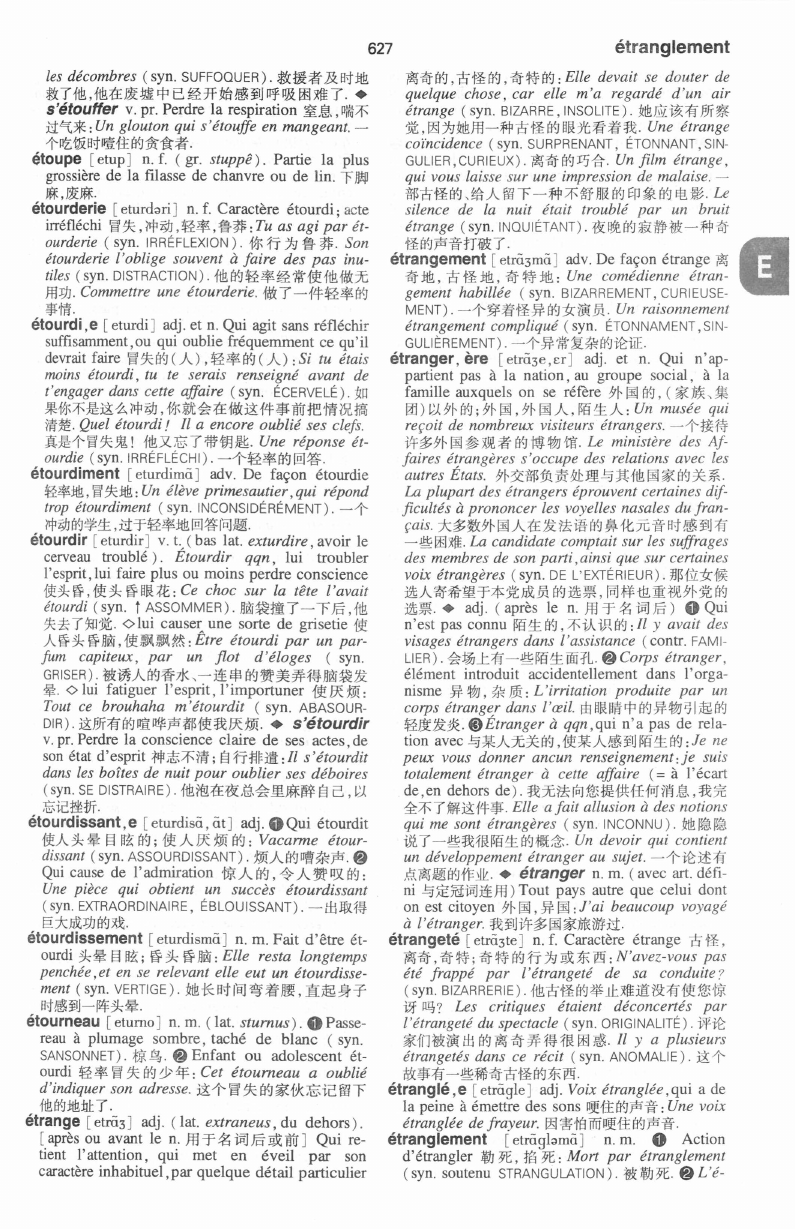 627
étranglement
les décombres (syn. SUFFOQUER). 救援者及时地
救了他,他在废墟中已经开始感到呼吸困难了. ◆
s'étouffer v. pr. Perdre la respiration 窒息,喘不
过气来:Un glouton qui s'étouffe en mangeant. 一
个吃饭时噎住的贪食者.
étoupe [etup] n. f. (gr. stuppê). Partie la plus
grossière de la filasse de chanvre ou de lin. 下脚
麻,废麻.
étourderie [eturdəri] n. f. Caractère étourdi; acte
irréfléchi 冒失,冲动,轻率,鲁莽:Tu as agi par ét-
ourderie (syn. IRRÉFLEXION). 你行为鲁莽. Son
étourderie l'oblige souvent à faire des pas inu-
tiles (syn. DISTRACTION). 他的轻率经常使他做无
用功. Commettre une étourderie. 做了一件轻率的
事情.
étourdi,e [eturdi] adj. et n. Qui agit sans réfléchir
suffisamment,ou qui oublie fréquemment ce qu'il
devrait faire 冒失的(人),轻率的(人):Si tu étais
moins étourdi, tu te serais renseigné avant de
t'engager dans cette affaire (syn. ÉCERVELÉ). 如
果你不是这么冲动,你就会在做这件事前把情况搞
清楚. Quel étourdi! Il a encore oublié ses clefs.
真是个冒失鬼! 他又忘了带钥匙. Une réponse ét-
ourdie (syn. IRRÉFLÉCHI). 一个轻率的回答.
étourdiment [eturdimɑ̃] adv. De façon étourdie
轻率地,冒失地:Un élève primesautier,qui répond
trop étourdiment (syn. INCONSIDÉRÉMENT). 一个
冲动的学生,过于轻率地回答问题.
étourdir [eturdir] v. t. (bas lat. exturdire, avoir le
cerveau troublé). Étourdir qqn, lui troubler
l'esprit,lui faire plus ou moins perdre conscience
使头昏,使头昏眼花:Ce choc sur la tête l'avait
étourdi (syn. ↑ ASSOMMER). 脑袋撞了一下后,他
失去了知觉. ◇lui causer une sorte de grisetie 使
人昏头昏脑,使飘飘然:Être étourdi par un par-
fum capiteux, par un flot d'éloges (syn.
GRISER). 被诱人的香水、一连串的赞美弄得脑袋发
晕. ◇ lui fatiguer l'esprit,l'importuner 使厌烦:
Tout ce brouhaha m'étourdit (syn. ABASOUR-
DIR). 这所有的喧哗声都使我厌烦. ◆ s'étourdir
v. pr. Perdre la conscience claire de ses actes,de
son état d'esprit 神志不清;自行排遣:Il s'étourdit
dans les boîtes de nuit pour oublier ses déboires
(syn. SE DISTRAIRE). 他泡在夜总会里麻醉自己,以
忘记挫折.
étourdissant,e [eturdisɑ̃, ɑ̃t] adj. ❶Qui étourdit
使人头晕目眩的;使人厌烦的: Vacarme étour-
dissant (syn. ASSOURDISSANT). 烦人的嘈杂声. ❷
Qui cause de l'admiration 惊人的,令人赞叹的:
Une pièce qui obtient un succès étourdissant
(syn. EXTRAORDINAIRE, ÉBLOUISSANT). 一出取得
巨大成功的戏.
étourdissement [eturdismɑ̃] n. m. Fait d'être ét-
ourdi 头晕目眩;昏头昏脑: Elle resta longtemps
penchée,et en se relevant elle eut un étourdisse-
ment (syn. VERTIGE). 她长时间弯着腰,直起身子
时感到一阵头晕.
étourneau [eturno] n. m. (lat. sturnus). ❶Passe-
reau à plumage sombre, taché de blanc (syn.
SANSONNET). 椋鸟. ❷ Enfant ou adolescent ét-
ourdi 轻率冒失的少年: Cet étourneau a oublié
d'indiquer son adresse. 这个冒失的家伙忘记留下
他的地址了.
étrange [etrɑ̃ʒ] adj. (lat. extraneus, du dehors).
[après ou avant le n. 用于名词后或前] Qui re-
tient l'attention, qui met en éveil par son
caractère inhabituel,par quelque détail particulier
离奇的,古怪的,奇特的:Elle devait se douter de
quelque chose, car elle m'a regardé d'un air
étrange (syn. BIZARRE, INSOLITE). 她应该有所察
觉,因为她用一种古怪的眼光看着我. Une étrange
coïncidence (syn. SURPRENANT, ÉTONNANT,SIN-
GULIER,CURIEUX). 离奇的巧合. Un film étrange,
qui vous laisse sur une impression de malaise. 一
部古怪的、给人留下一种不舒服的印象的电影. Le
silence de la nuit était troublé par un bruit
étrange (syn. INQUIÉTANT). 夜晚的寂静被一种奇
怪的声音打破了.
étrangement [etrɑ̃ʒmɑ̃] adv. De façon étrange 离
奇地,古怪地,奇特地: Une comédienne étran-
gement habillée (syn. BIZARREMENT, CURIEUSE-
MENT). 一个穿着怪异的女演员. Un raisonnement
étrangement compliqué (syn. ÉTONNAMENT,SIN-
GULIÈREMENT). 一个异常复杂的论证.
E
étranger, ère [etrɑ̃ʒe,ɛr] adj. et n. Qui n'ap-
partient pas à la nation, au groupe social, à la
famille auxquels on se réfère 外国的,(家族、集
团)以外的;外国,外国人,陌生人:Un musée qui
reçoit de nombreux visiteurs étrangers. 一个接待
许多外国参观者的博物馆. Le ministère des Af-
faires étrangères s'occupe des relations avec les
autres États. 外交部负责处理与其他国家的关系.
La plupart des étrangers éprouvent certaines dif-
ficultés à prononcer les voyelles nasales du fran-
çais. 大多数外国人在发法语的鼻化元音时感到有
一些困难. La candidate comptait sur les suffrages
des membres de son parti,ainsi que sur certaines
voix étrangères (syn. DE L'EXTÉRIEUR). 那位女候
选人寄希望于本党成员的选票,同样也重视外党的
选票. ◆ adj. (après le n. 用于名词后) ❶ Qui
n'est pas connu 陌生的,不认识的:Il y avait des
visages étrangers dans l'assistance (contr. FAMI-
LIER). 会场上有一些陌生面孔. ❷Corps étranger,
élément introduit accidentellement dans l'orga-
nisme 异物,杂质: L'irritation produite par un
corps étranger dans l'œil. 由眼睛中的异物引起的
轻度发炎. ❸Étranger à qqn,qui n'a pas de rela-
tion avec 与某人无关的,使某人感到陌生的:Je ne
peux vous donner ancun renseignement:je suis
totalement étranger à cette affaire (= à l'écart
de,en dehors de). 我无法向您提供任何消息,我完
全不了解这件事. Elle a fait allusion à des notions
qui me sont étrangères (syn. INCONNU). 她隐隐
说了一些我很陌生的概念. Un devoir qui contient
un développement étranger au sujet. 一个论述有
点离题的作业. ◆ étranger n. m. (avec art. défi-
ni 与定冠词连用) Tout pays autre que celui dont
on est citoyen 外国,异国:J'ai beaucoup voyagé
à l'étranger. 我到许多国家旅游过.
étrangeté [etrɑ̃ʒte] n. f. Caractère étrange 古怪,
离奇,奇特;奇特的行为或东西:N'avez-vous pas
été frappé par l'étrangeté de sa conduite?
(syn. BIZARRERIE). 他古怪的举止难道没有使您惊
讶吗? Les critiques étaient déconcertés par
l'étrangeté du spectacle (syn. ORIGINALITÉ). 评论
家们被演出的离奇弄得很困惑. Il y a plusieurs
étrangetés dans ce récit (syn. ANOMALIE). 这个
故事有一些稀奇古怪的东西.
étranglé,e [etrɑ̃gle] adj. Voix étranglée,qui a de
la peine à émettre des sons 哽住的声音:Une voix
étranglée de frayeur. 因害怕而哽住的声音.
étranglement [etrɑ̃gləmɑ̃] n. m. ❶ Action
d'étrangler 勒死,掐死: Mort par étranglement
(syn. soutenu STRANGULATION). 被勒死. ❷ L'é-